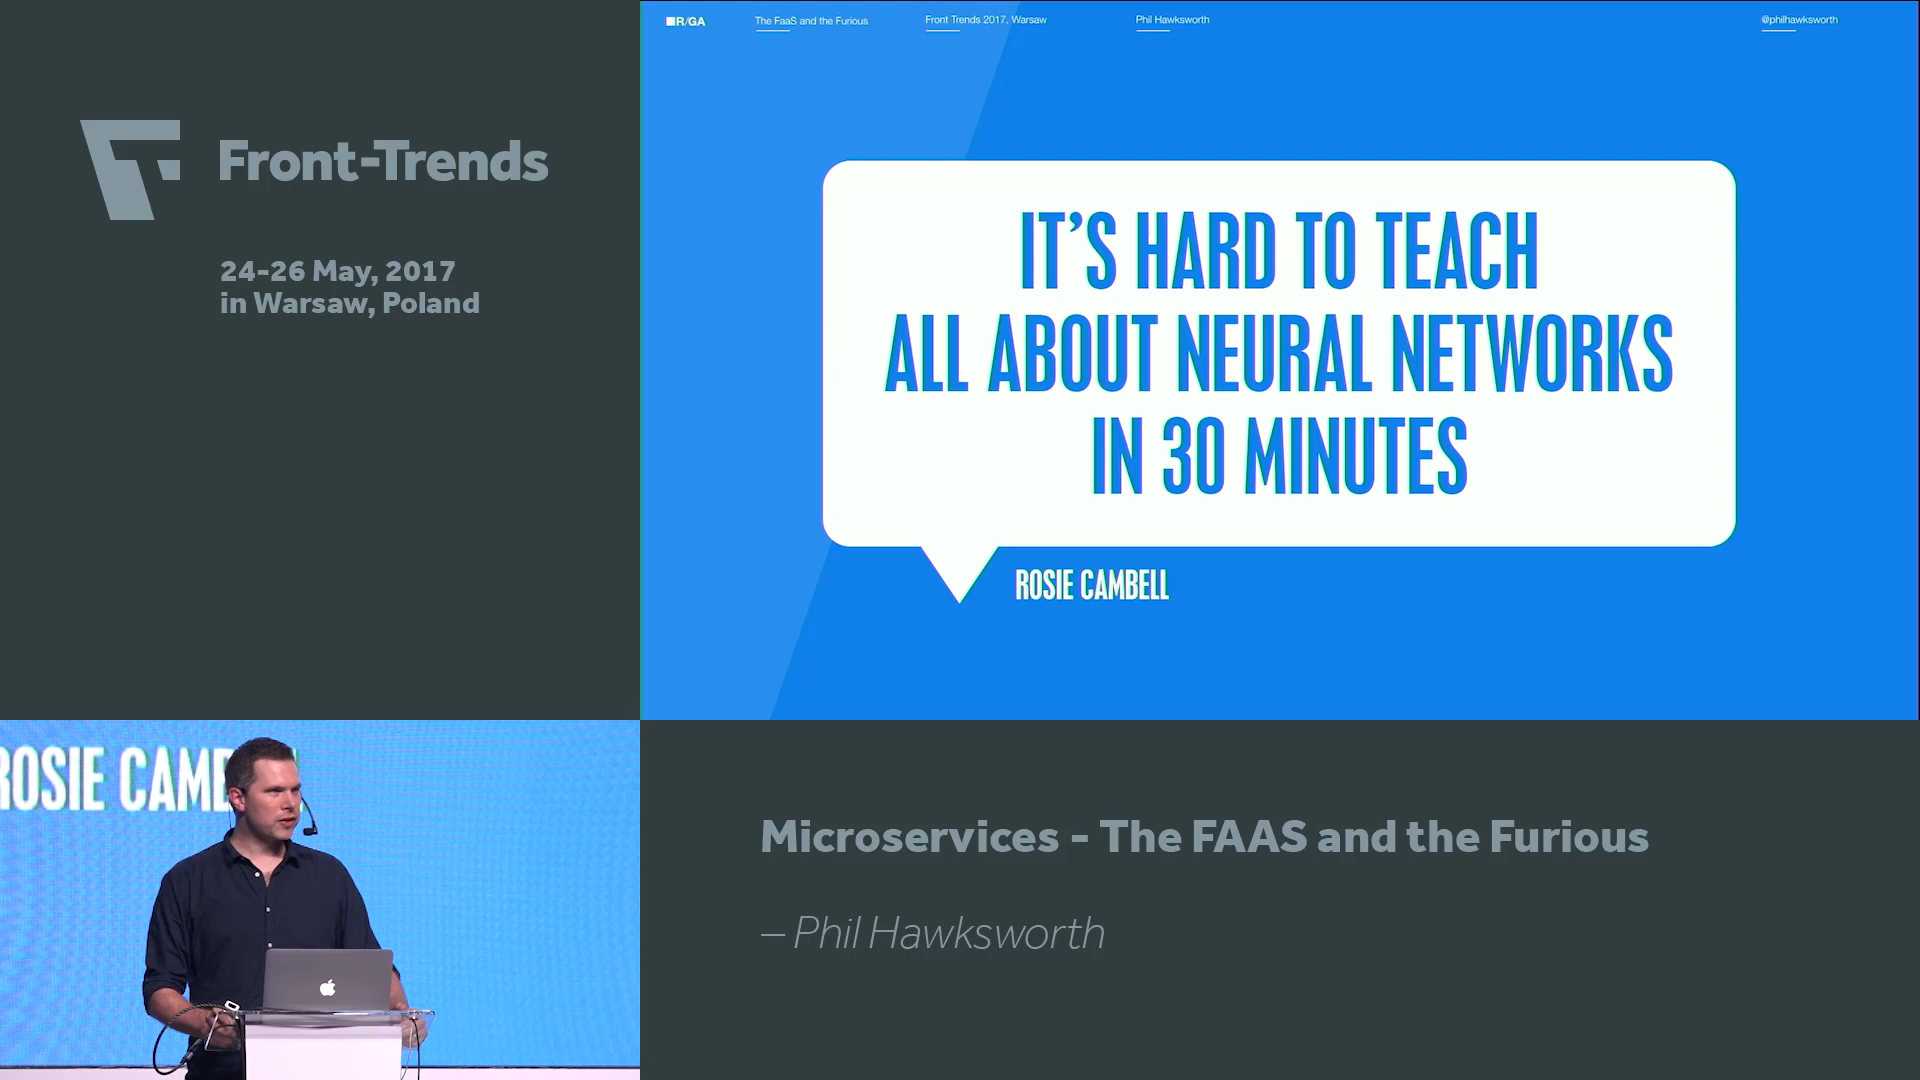 Front-Trends
24-26 May, 2017
in Warsaw, Poland
R/GA
The FaaS and the Furious
Front Trends 2017, Warsaw
Phil Hawksworth
@philhawksworth
IT'S HARD TO TEACH
ALL ABOUT NEURAL NETWORKS
IN 30 MINUTES
ROSIE CAMBELL
ROSIE CAMB
Microservices - The FAAS and the Furious
– Phil Hawksworth